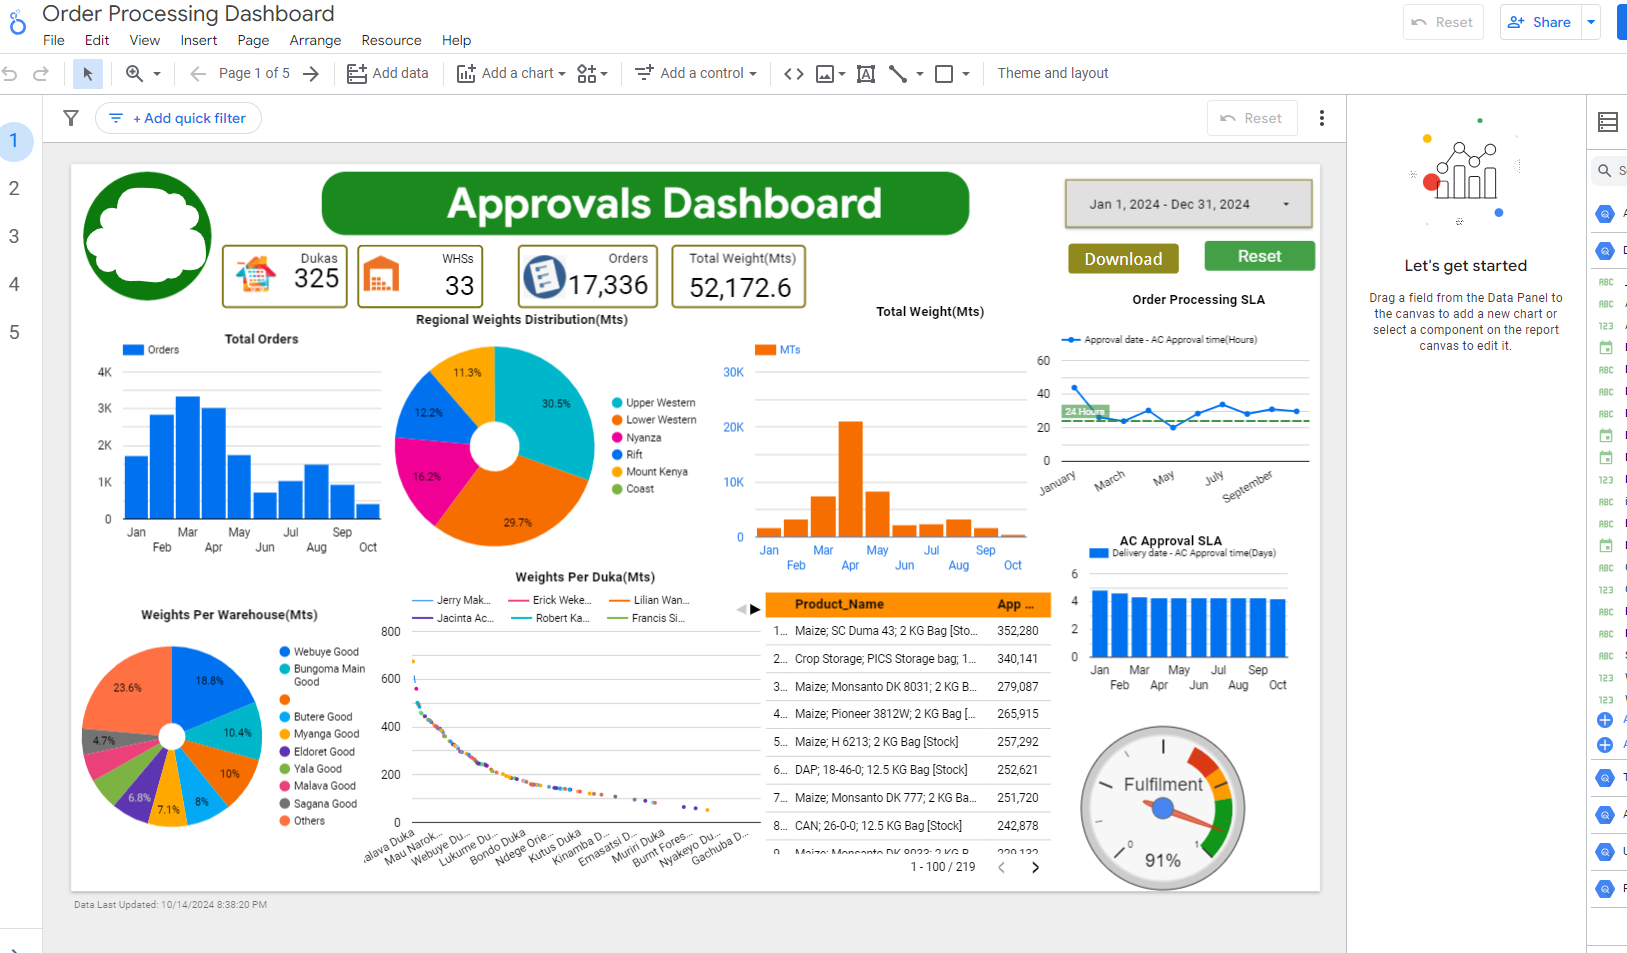 Order Processing Dashboard
File Edit View Insert Page Arrange Resource Help
Reset
Share
Page 1 of 5
Add data
Add a chart
Add a control
Theme and layout
+ Add quick filter
Reset
1
2
3
4
5
Approvals Dashboard
Jan 1, 2024 - Dec 31, 2024
Download
Reset
Dukas
325
WHSs
33
Orders
17,336
Total Weight(Mts)
52,172.6
Total Orders
Orders
4K
3K
2K
1K
0
Jan Mar May Jul Sep
Feb Apr Jun Aug Oct
Regional Weights Distribution(Mts)
11.3%
30.5%
12.2%
16.2%
29.7%
Upper Western
Lower Western
Nyanza
Rift
Mount Kenya
Coast
Total Weight(Mts)
MTs
30K
20K
10K
0
Jan Mar May Jul Sep
Feb Apr Jun Aug Oct
Order Processing SLA
Approval date - AC Approval time(Hours)
60
40
24 Hours
20
0
January March May July September
AC Approval SLA
Delivery date - AC Approval time(Days)
6
4
2
0
Jan Mar May Jul Sep
Feb Apr Jun Aug Oct
Weights Per Warehouse(Mts)
23.6%
18.8%
4.7%
10.4%
10%
6.8%
7.1%
8%
Webuye Good
Bungoma Main
Good
Butere Good
Myanga Good
Eldoret Good
Yala Good
Malava Good
Sagana Good
Others
Weights Per Duka(Mts)
Jerry Mak... Erick Weke... Lilian Wan...
Jacinta Ac... Robert Ka... Francis Si...
800
600
400
200
0
alava Duka Mau Narok... Webuye Du... Lukume Du... Bondo Duka Ndege Orie... Kutus Duka Kinamba D... Emasatsi D... Muriri Duka Burnt Fores... Nyakeyo Du... Gachuba D...
Product_Name App ...
1... Maize; SC Duma 43; 2 KG Bag [Sto... 352,280
2... Crop Storage; PICS Storage bag; 1... 340,141
3... Maize; Monsanto DK 8031; 2 KG B... 279,087
4... Maize; Pioneer 3812W; 2 KG Bag [... 265,915
5... Maize; H 6213; 2 KG Bag [Stock] 257,292
6... DAP; 18-46-0; 12.5 KG Bag [Stock] 252,621
7... Maize; Monsanto DK 777; 2 KG Ba... 251,720
8... CAN; 26-0-0; 12.5 KG Bag [Stock] 242,878
1 - 100 / 219
Fulfilment
0 1
91%
Data Last Updated: 10/14/2024 8:38:20 PM
Let's get started
Drag a field from the Data Panel to
the canvas to add a new chart or
select a component on the report
canvas to edit it.
ABC
ABC
123
ABC
ABC
ABC
123
ABC
ABC
ABC
123
ABC
ABC
ABC
123
123